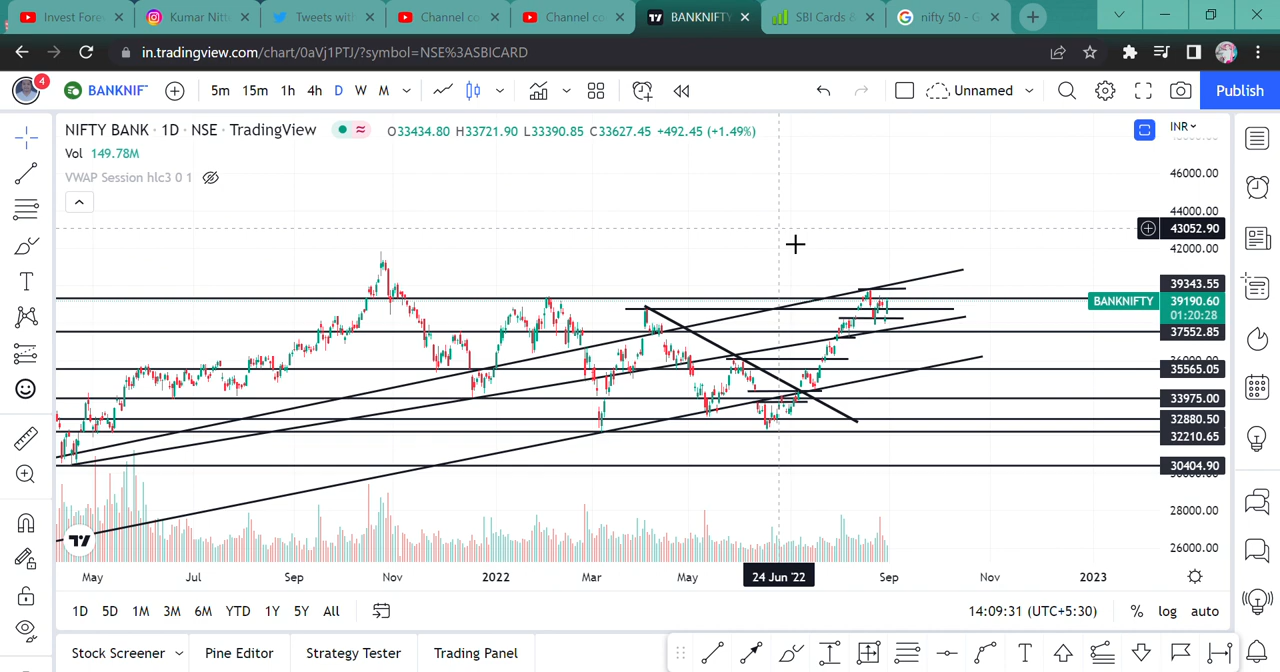 Invest Fore
Kumar Nitt
Tweets wit
Channel co
Channel co
BANKNIFTY
SBI Cards &
nifty 50 - G
in.tradingview.com/chart/0aVj1PTJ/?symbol=NSE%3ASBICARD
4
BANKNIF
5m 15m 1h 4h D W M
Unnamed
Publish
NIFTY BANK · 1D · NSE · TradingView
O33434.80 H33721.90 L33390.85 C33627.45 +492.45 (+1.49%)
INR
Vol 149.78M
VWAP Session hlc3 0 1
46000.00
44000.00
43052.90
42000.00
39343.55
BANKNIFTY 39190.60
01:20:28
37552.85
36000.00
35565.05
33975.00
32880.50
32210.65
30404.90
28000.00
26000.00
May Jul Sep Nov 2022 Mar May 24 Jun '22 Sep Nov 2023
1D 5D 1M 3M 6M YTD 1Y 5Y All
14:09:31 (UTC+5:30)
% log auto
Stock Screener Pine Editor Strategy Tester Trading Panel